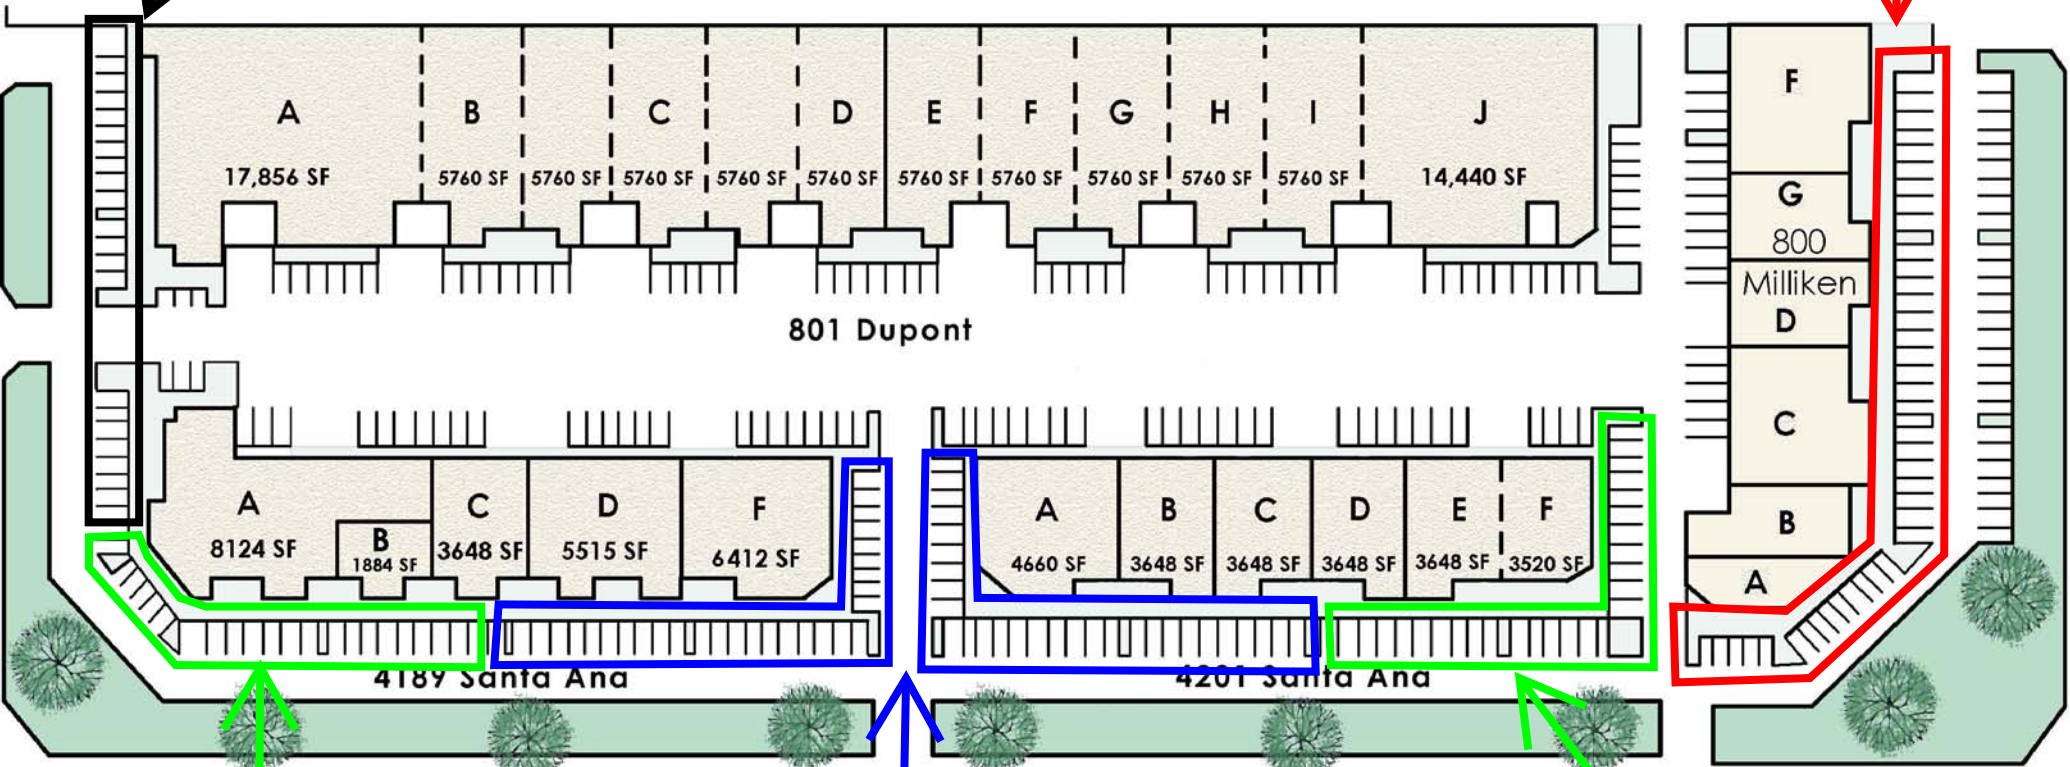 A B C D E F G H I J
17,856 SF 5760 SF 5760 SF 5760 SF 5760 SF 5760 SF 5760 SF 5760 SF 5760 SF 5760 SF 5760 SF 14,440 SF
801 Dupont
F
G
800
Milliken
D
C
B
A
A B C D F
8124 SF 1884 SF 3648 SF 5515 SF 6412 SF
4189 Santa Ana
A B C D E F
4660 SF 3648 SF 3648 SF 3648 SF 3648 SF 3520 SF
4201 Santa Ana